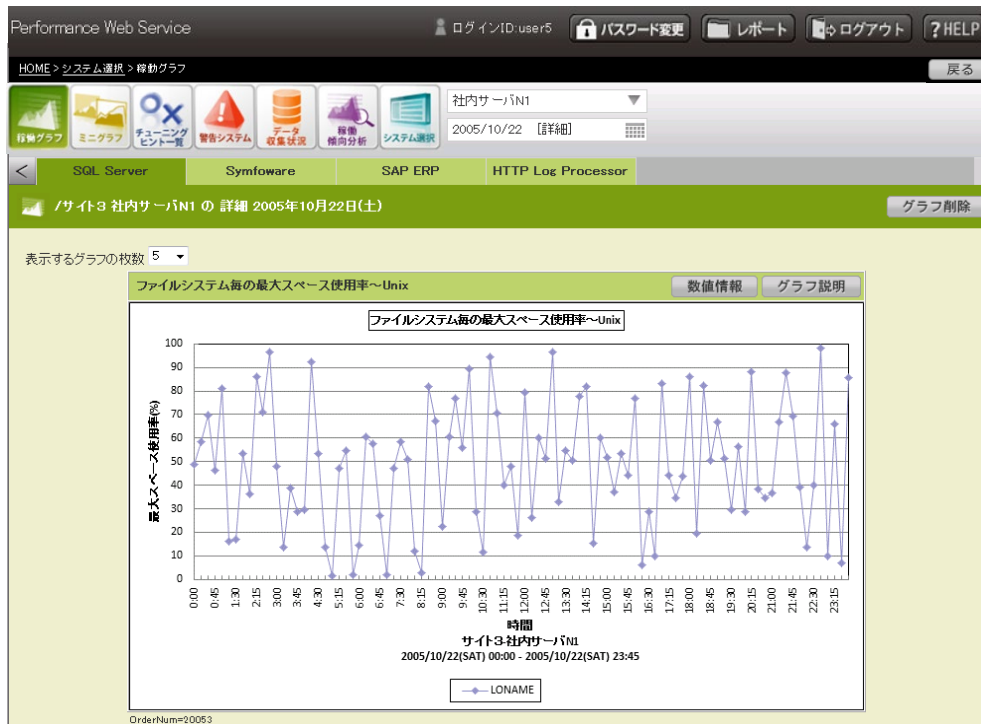 Performance Web Service
ログインID:user5
パスワード変更
レポート
ログアウト
?HELP
HOME > システム選択 > 稼動グラフ
戻る
稼働グラフ
ミニグラフ
チューニング
ヒント一覧
警告システム
データ
収集状況
稼働
傾向分析
システム選択
社内サーバN1
2005/10/22 [詳細]
<
SQL Server
Symfoware
SAP ERP
HTTP Log Processor
/サイト3 社内サーバN1 の 詳細 2005年10月22日(土)
グラフ削除
表示するグラフの枚数 5
ファイルシステム毎の最大スペース使用率～Unix
数値情報
グラフ説明
ファイルシステム毎の最大スペース使用率～Unix
最大スペース使用率(%)
100
90
80
70
60
50
40
30
20
10
0
0:00 0:45 1:30 2:15 3:00 3:45 4:30 5:15 6:00 6:45 7:30 8:15 9:00 9:45 10:30 11:15 12:00 12:45 13:30 14:15 15:00 15:45 16:30 17:15 18:00 18:45 19:30 20:15 21:00 21:45 22:30 23:15
時間
サイト3-社内サーバN1
2005/10/22(SAT) 00:00 - 2005/10/22(SAT) 23:45
LONAME
OrderNum=20053